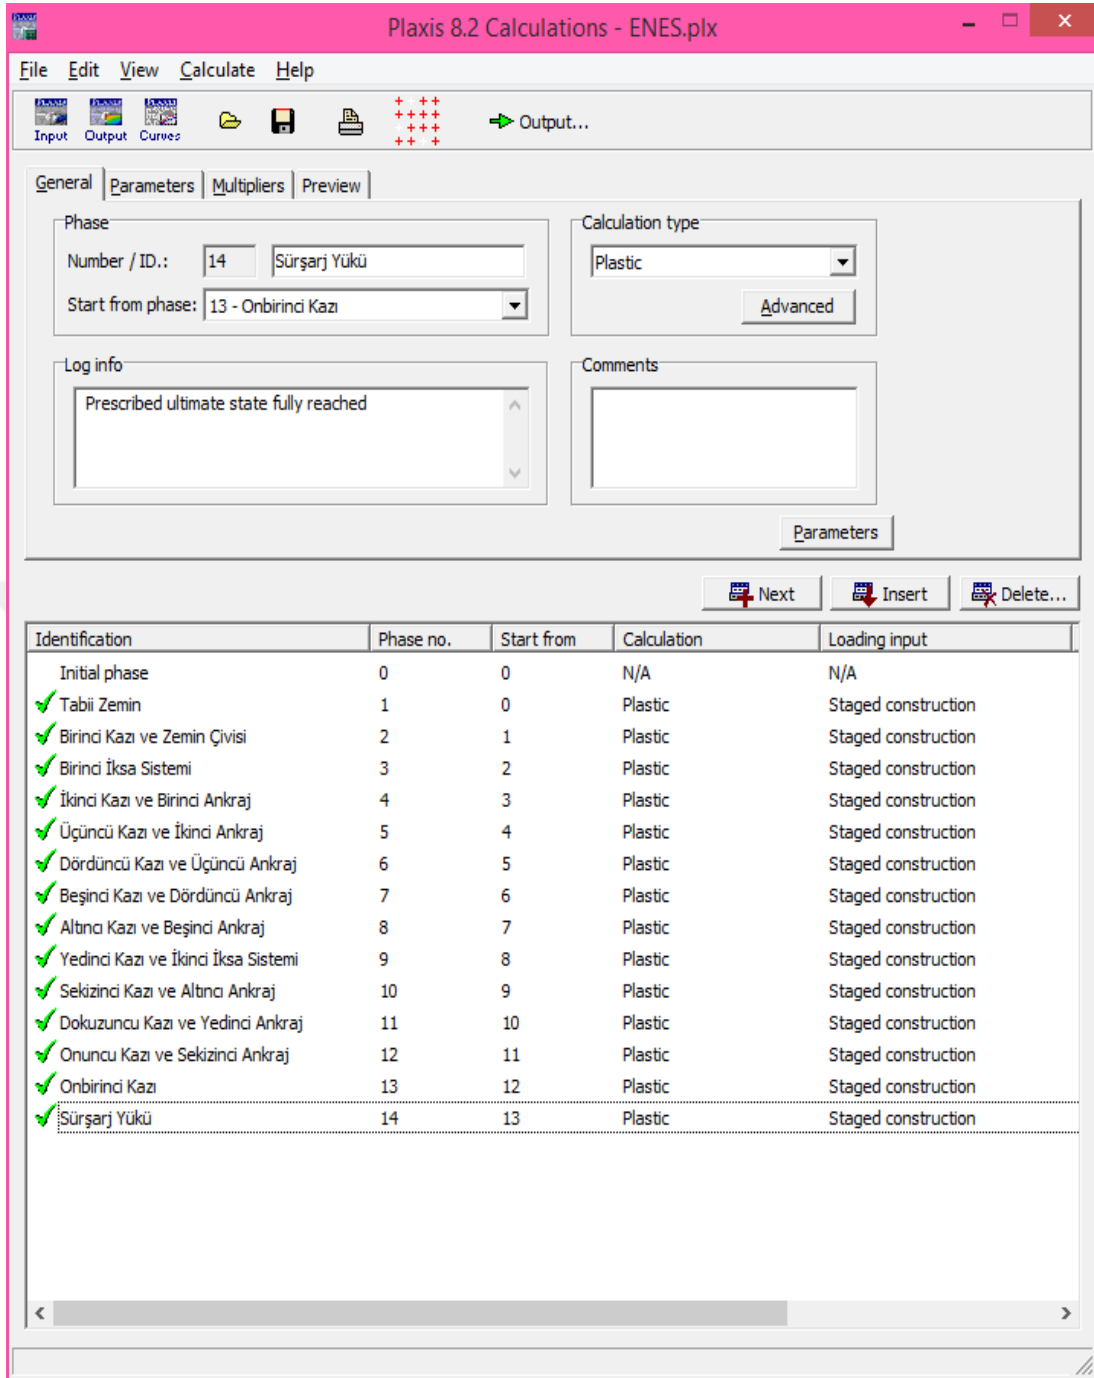 Plaxis 8.2 Calculations - ENES.plx
File Edit View Calculate Help
Input Output Curves Output...
General Parameters Multipliers Preview
Phase
Number / ID.: 14 Sürşarj Yükü
Start from phase: 13 - Onbirinci Kazı
Calculation type
Plastic
Advanced
Log info
Prescribed ultimate state fully reached
Comments
Parameters
Next Insert Delete...
Identification Phase no. Start from Calculation Loading input
Initial phase 0 0 N/A N/A
Tabii Zemin 1 0 Plastic Staged construction
Birinci Kazı ve Zemin Çivisi 2 1 Plastic Staged construction
Birinci İksa Sistemi 3 2 Plastic Staged construction
İkinci Kazı ve Birinci Ankraj 4 3 Plastic Staged construction
Üçüncü Kazı ve İkinci Ankraj 5 4 Plastic Staged construction
Dördüncü Kazı ve Üçüncü Ankraj 6 5 Plastic Staged construction
Beşinci Kazı ve Dördüncü Ankraj 7 6 Plastic Staged construction
Altıncı Kazı ve Beşinci Ankraj 8 7 Plastic Staged construction
Yedinci Kazı ve İkinci İksa Sistemi 9 8 Plastic Staged construction
Sekizinci Kazı ve Altıncı Ankraj 10 9 Plastic Staged construction
Dokuzuncu Kazı ve Yedinci Ankraj 11 10 Plastic Staged construction
Onuncu Kazı ve Sekizinci Ankraj 12 11 Plastic Staged construction
Onbirinci Kazı 13 12 Plastic Staged construction
Sürşarj Yükü 14 13 Plastic Staged construction